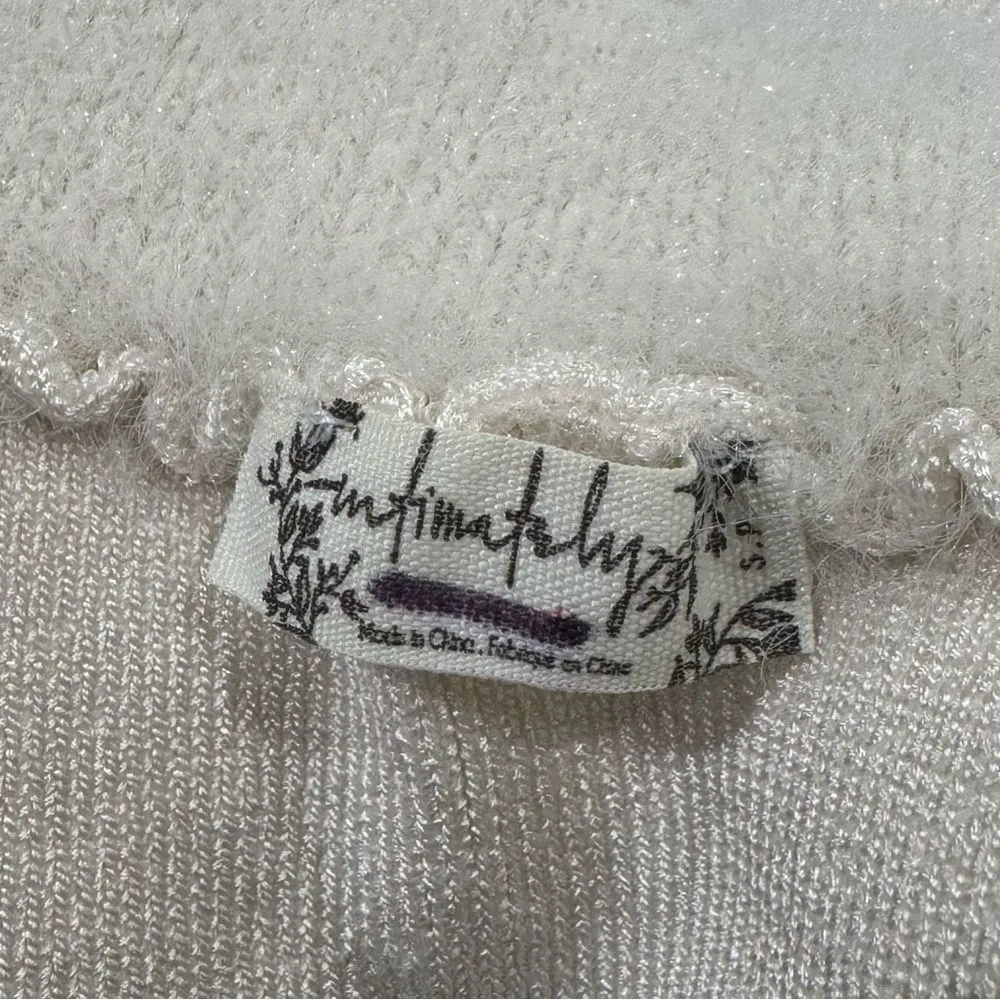 intimately
Made in China. Fabriqué en Chine
S.P